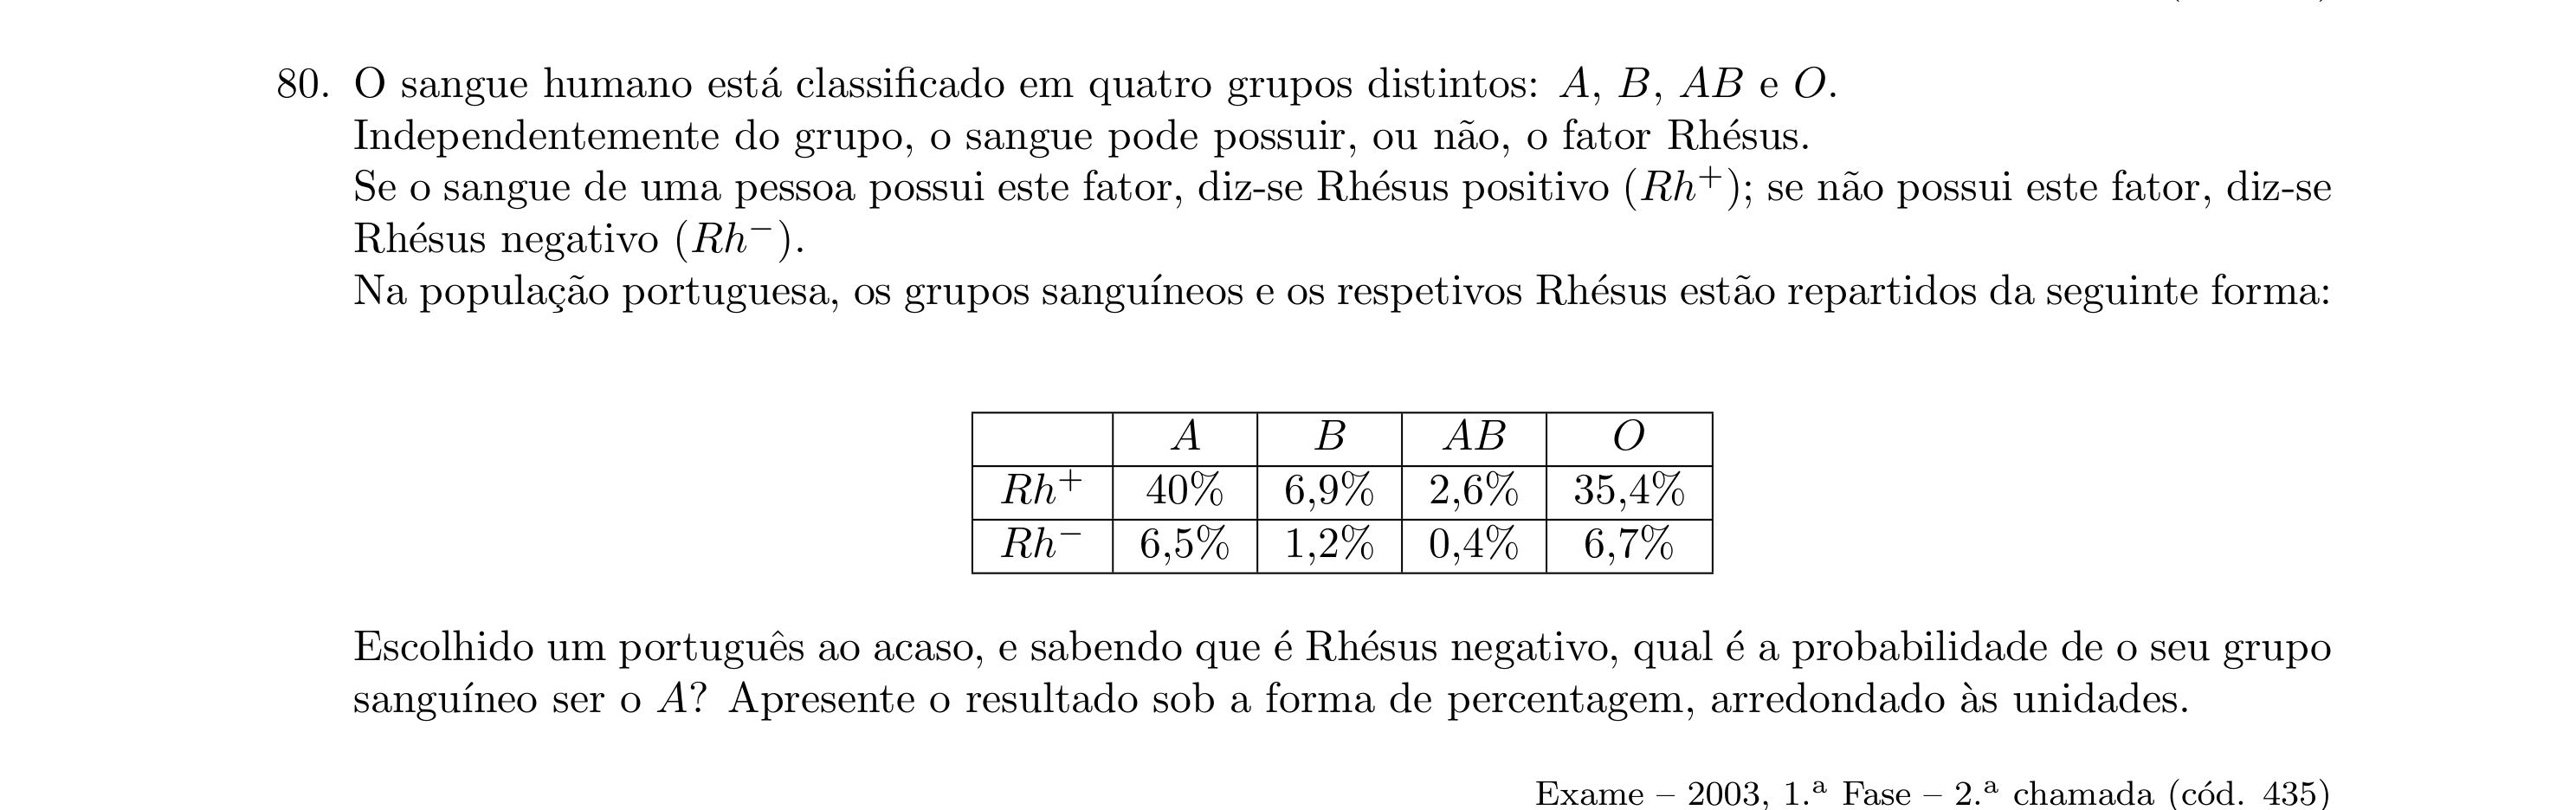 80. O sangue humano está classificado em quatro grupos distintos: A, B, AB e O.
Independentemente do grupo, o sangue pode possuir, ou não, o fator Rhésus.
Se o sangue de uma pessoa possui este fator, diz-se Rhésus positivo (Rh⁺); se não possui este fator, diz-se
Rhésus negativo (Rh⁻).
Na população portuguesa, os grupos sanguíneos e os respetivos Rhésus estão repartidos da seguinte forma:
A B AB O
Rh⁺ 40% 6,9% 2,6% 35,4%
Rh⁻ 6,5% 1,2% 0,4% 6,7%
Escolhido um português ao acaso, e sabendo que é Rhésus negativo, qual é a probabilidade de o seu grupo
sanguíneo ser o A? Apresente o resultado sob a forma de percentagem, arredondado às unidades.
Exame – 2003, 1.ª Fase – 2.ª chamada (cód. 435)